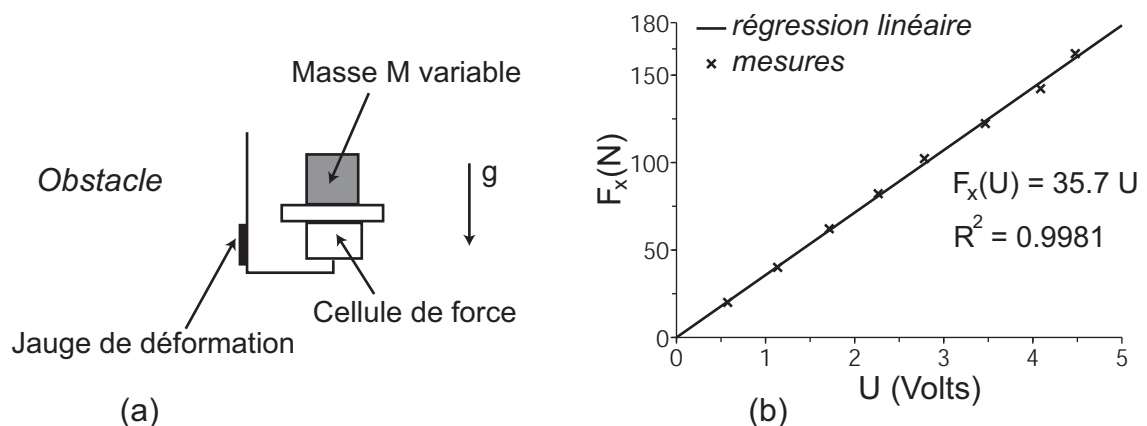 Masse M variable
Obstacle
g
Cellule de force
Jauge de déformation
(a)
180
150
100
50
0
F_x(N)
régression linéaire
mesures
F_x(U) = 35.7 U
R² = 0.9981
0 1 2 3 4 5
U (Volts)
(b)